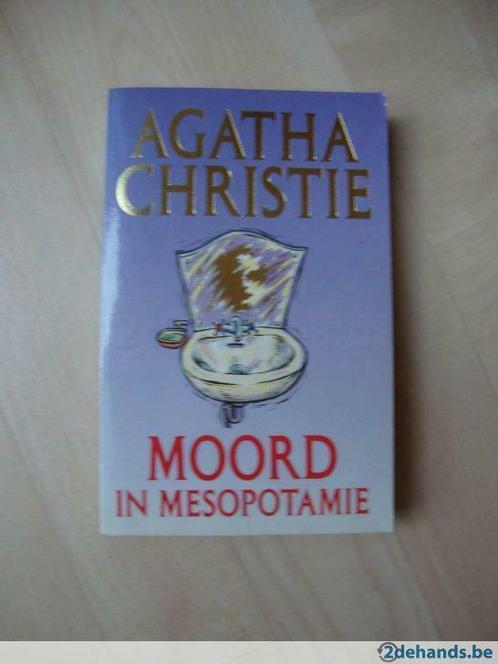 AGATHA
CHRISTIE
MOORD
IN MESOPOTAMIE
2dehands.be